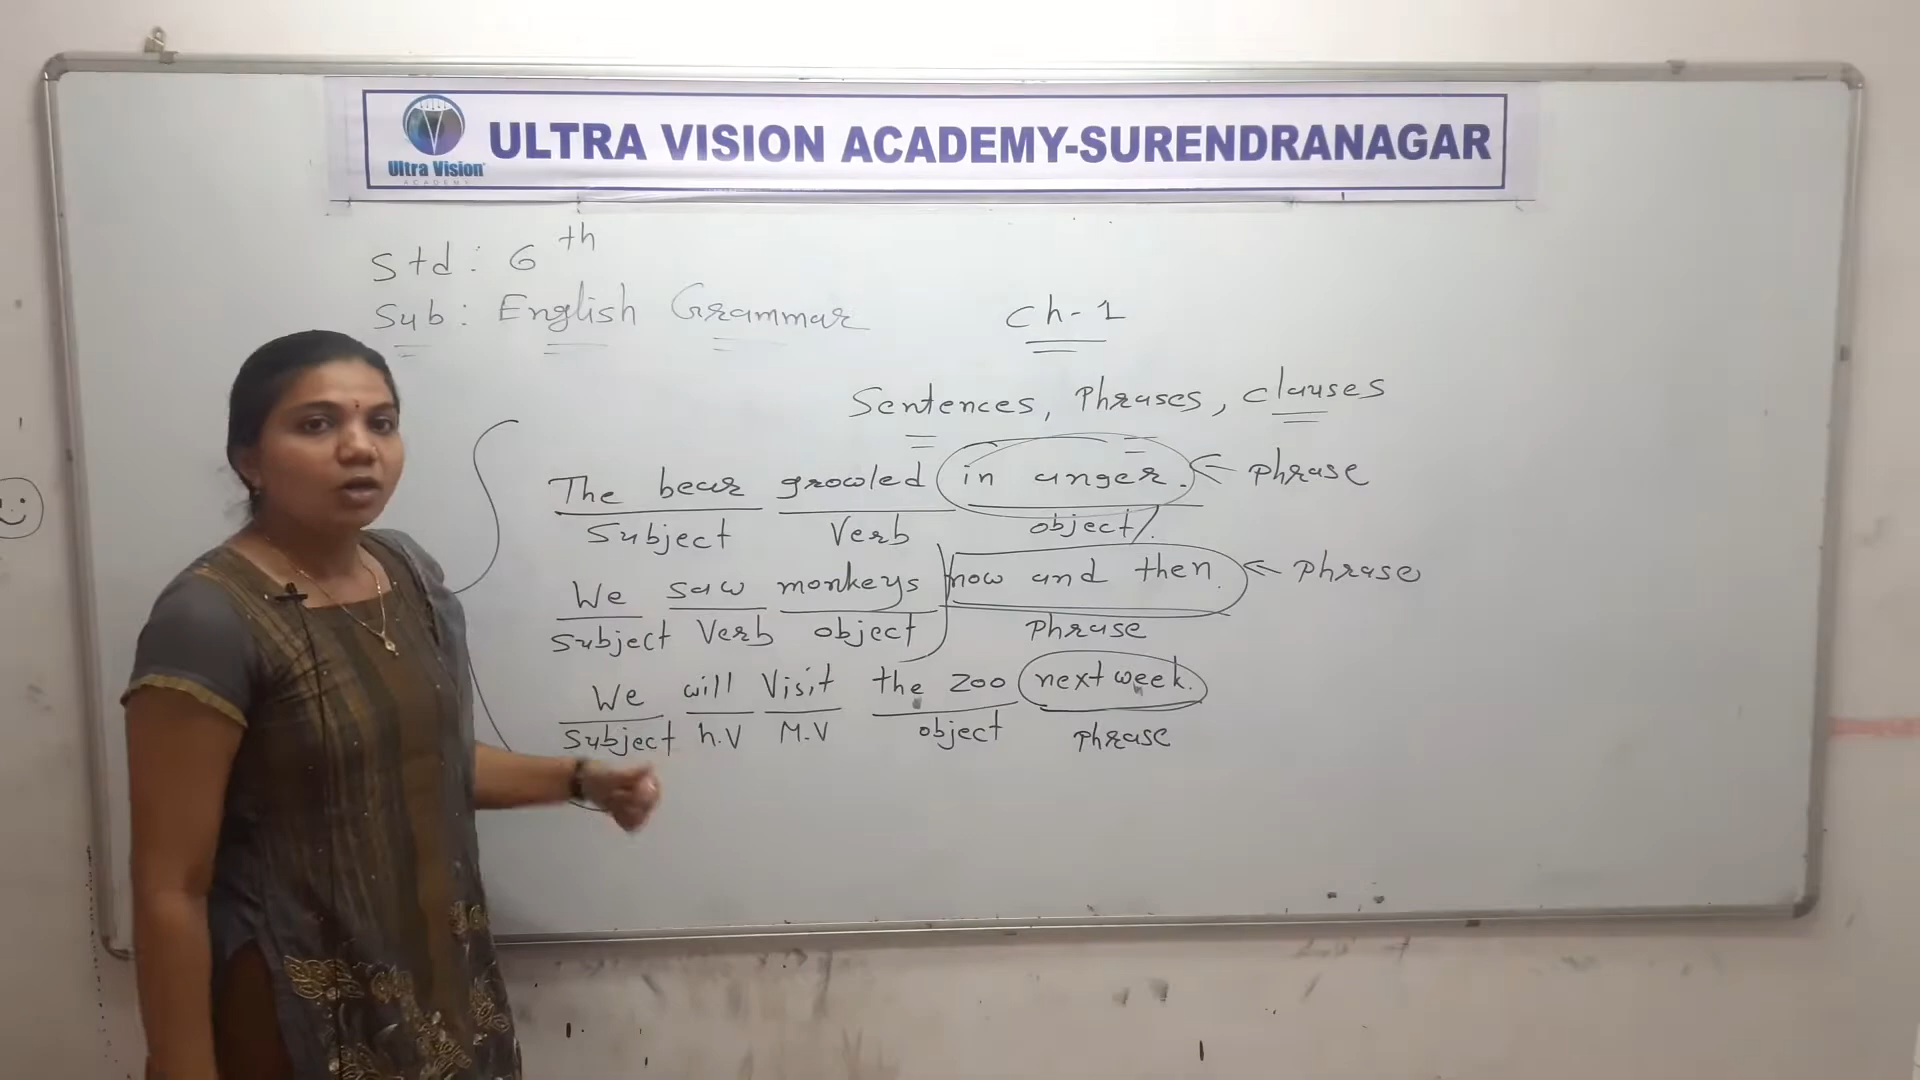 Ultra Vision
ACADEMY
ULTRA VISION ACADEMY-SURENDRANAGAR
Std: 6th
Sub: English Grammar
Ch-1
Sentences, Phrases, clauses
The bear growled in anger. ← phrase
Subject Verb object
We saw monkeys now and then. ← phrase
Subject Verb object Phrase
We will Visit the zoo next week.
Subject h.V M.V object phrase